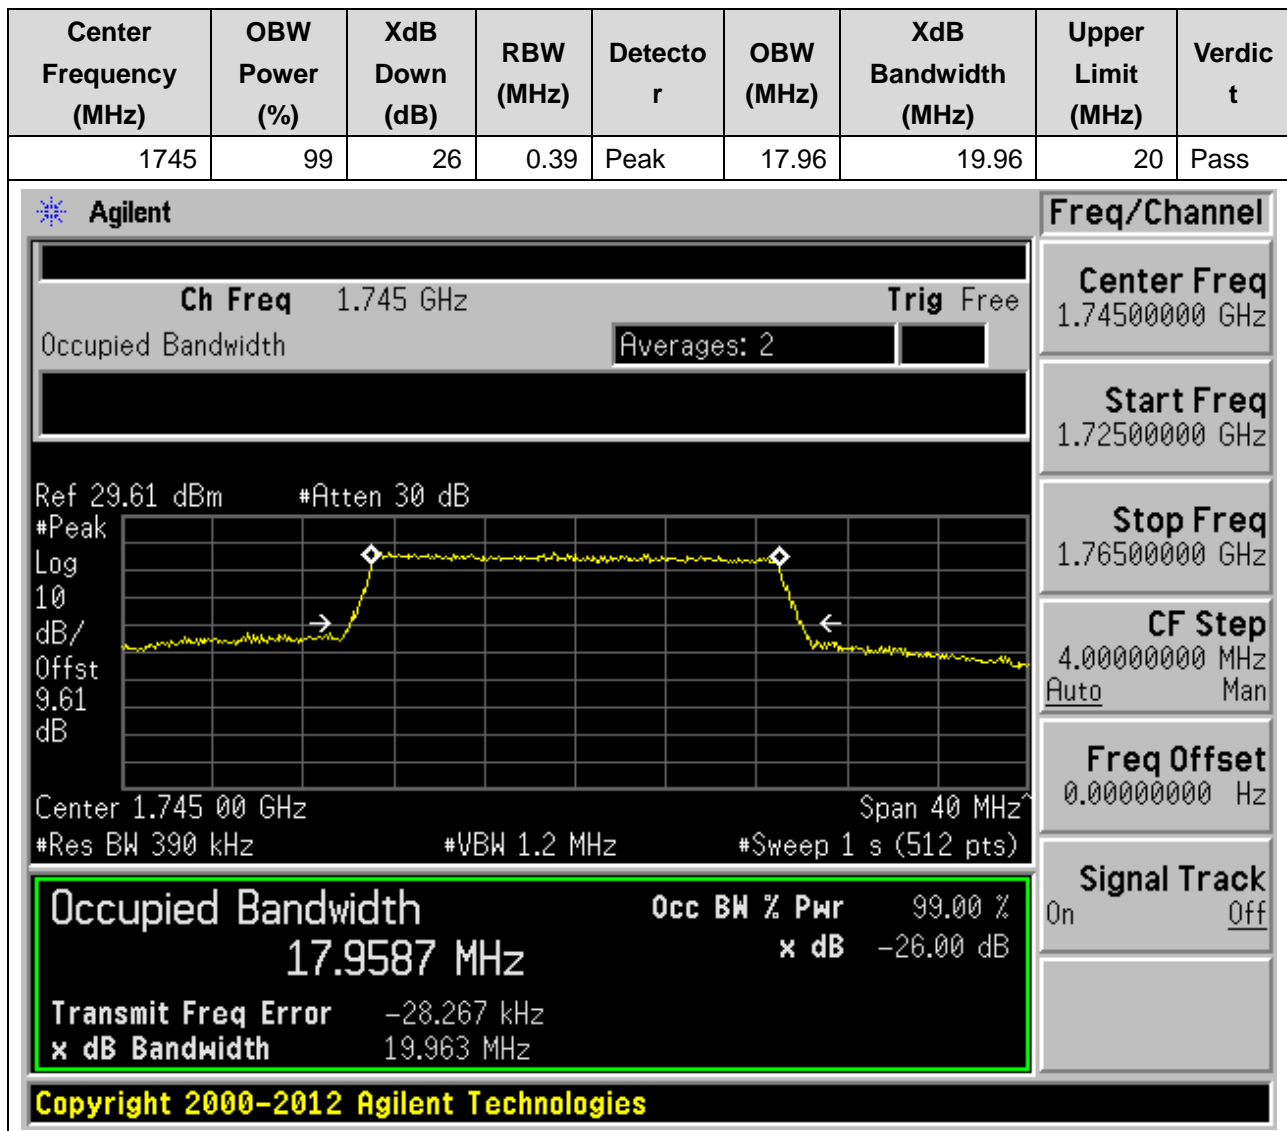 Center Frequency (MHz) OBW Power (%) XdB Down (dB) RBW (MHz) Detecto r OBW (MHz) XdB Bandwidth (MHz) Upper Limit (MHz) Verdic t
1745 99 26 0.39 Peak 17.96 19.96 20 Pass
Agilent
Freq/Channel
Ch Freq 1.745 GHz Trig Free
Occupied Bandwidth Averages: 2
Ref 29.61 dBm #Atten 30 dB
#Peak
Log
10
dB/
Offst
9.61
dB
Center 1.745 00 GHz Span 40 MHz^
#Res BW 390 kHz #VBW 1.2 MHz #Sweep 1 s (512 pts)
Occupied Bandwidth Occ BW % Pwr 99.00 %
17.9587 MHz x dB -26.00 dB
Transmit Freq Error -28.267 kHz
x dB Bandwidth 19.963 MHz
Center Freq
1.74500000 GHz
Start Freq
1.72500000 GHz
Stop Freq
1.76500000 GHz
CF Step
4.00000000 MHz
Auto Man
Freq Offset
0.00000000 Hz
Signal Track
On Off
Copyright 2000-2012 Agilent Technologies